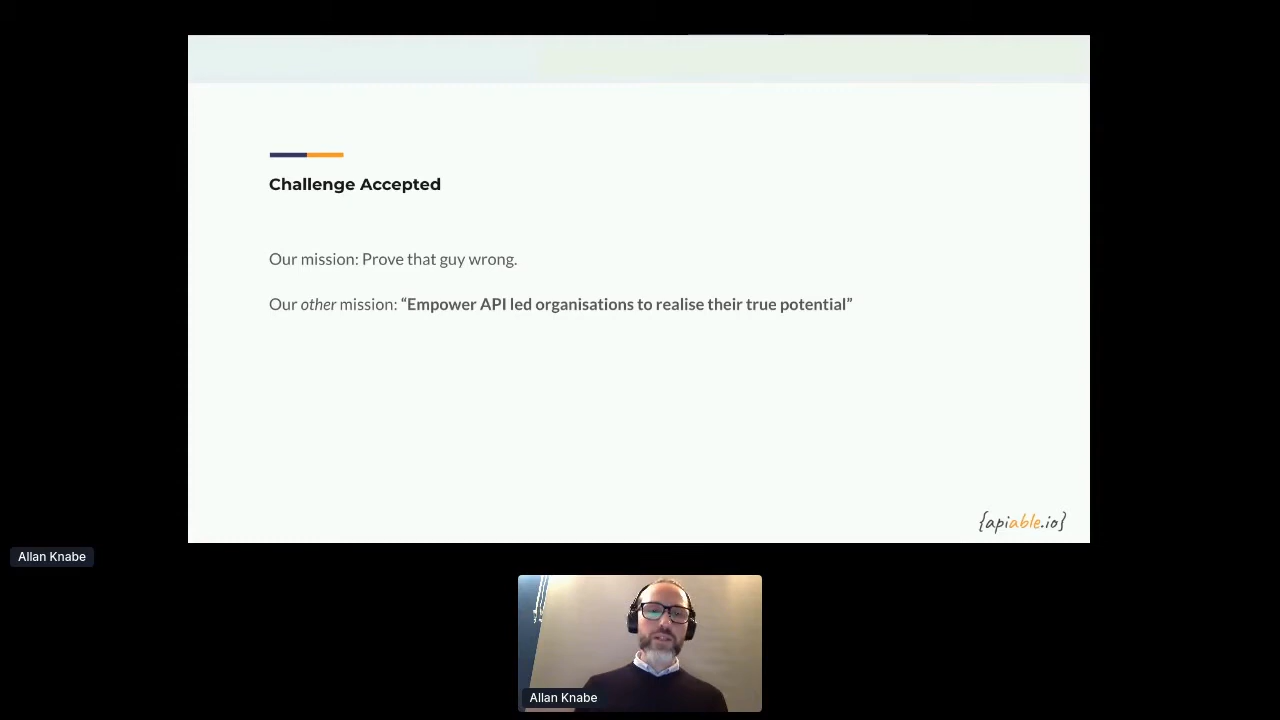 Challenge Accepted
Our mission: Prove that guy wrong.
Our other mission: “Empower API led organisations to realise their true potential”
{apiable.io}
Allan Knabe
Allan Knabe